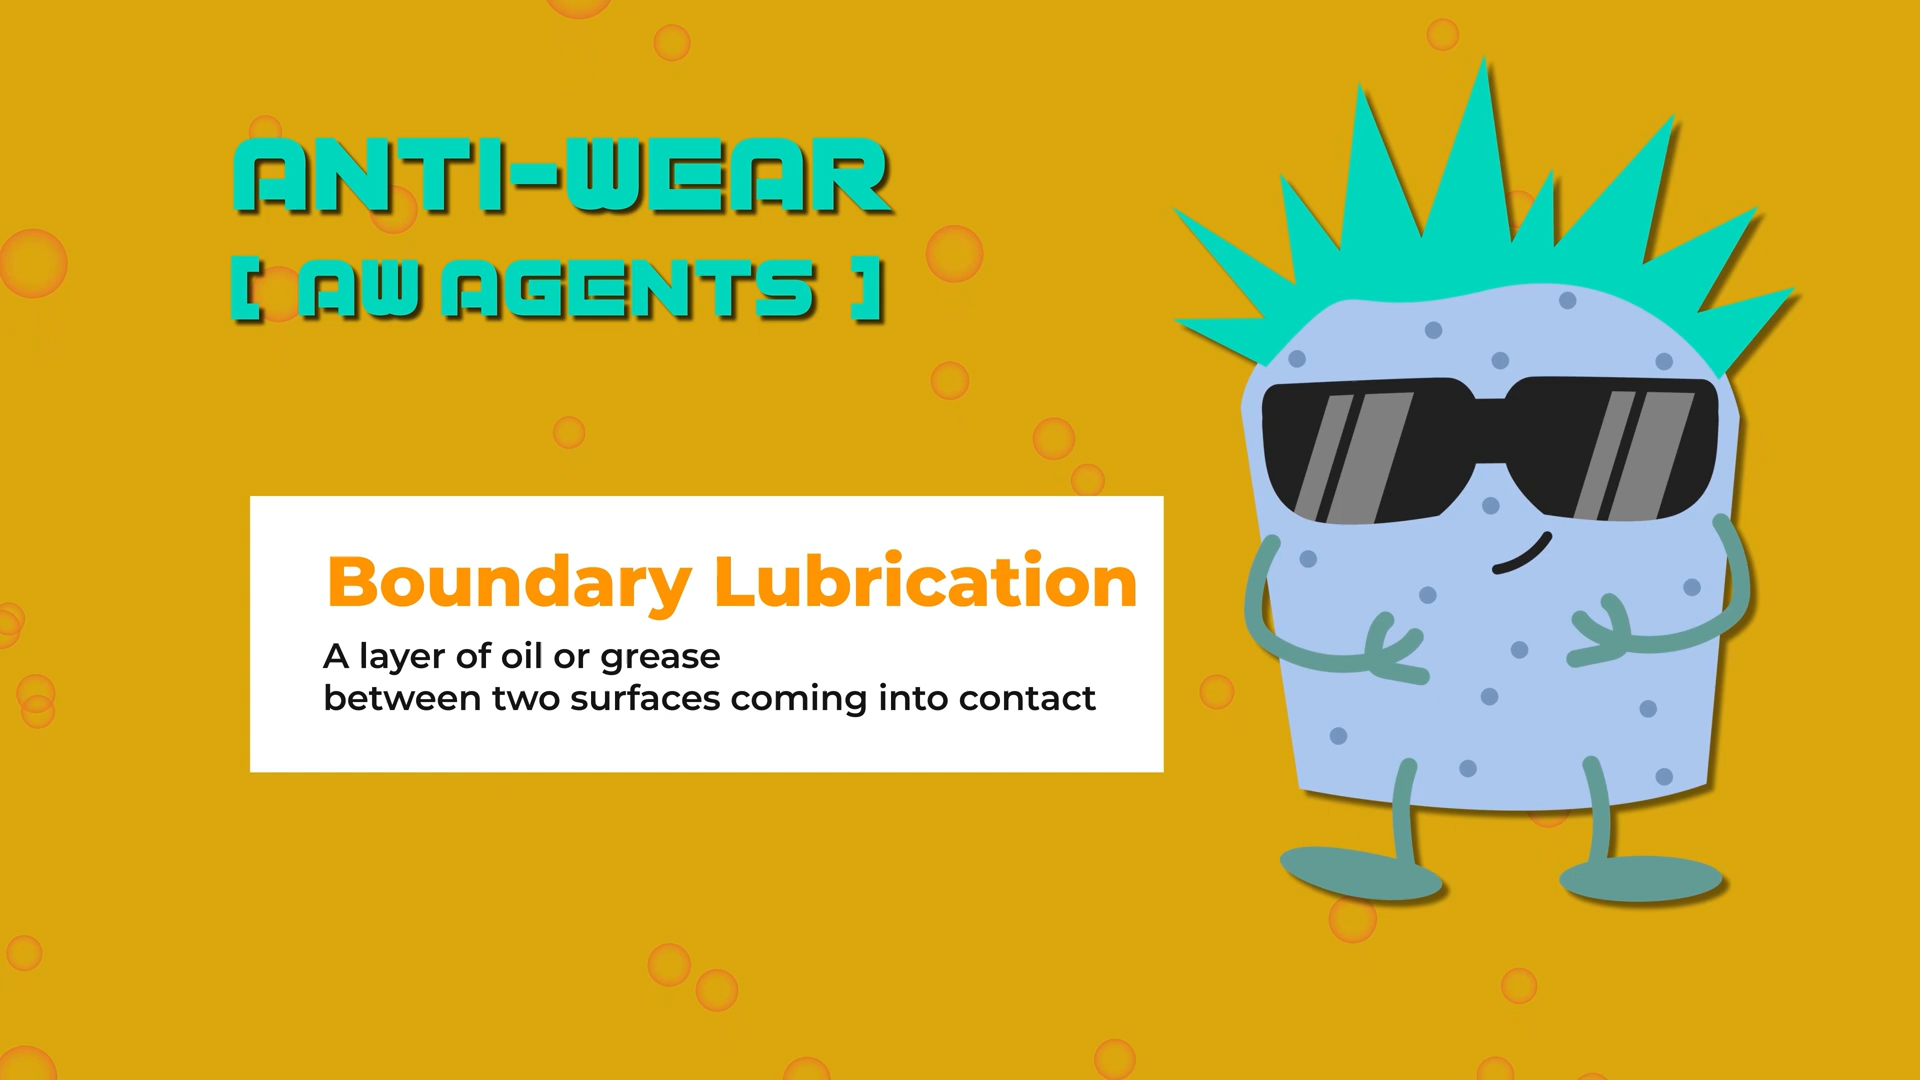 ANTI-WEAR
[ AW AGENTS ]
Boundary Lubrication
A layer of oil or grease
between two surfaces coming into contact